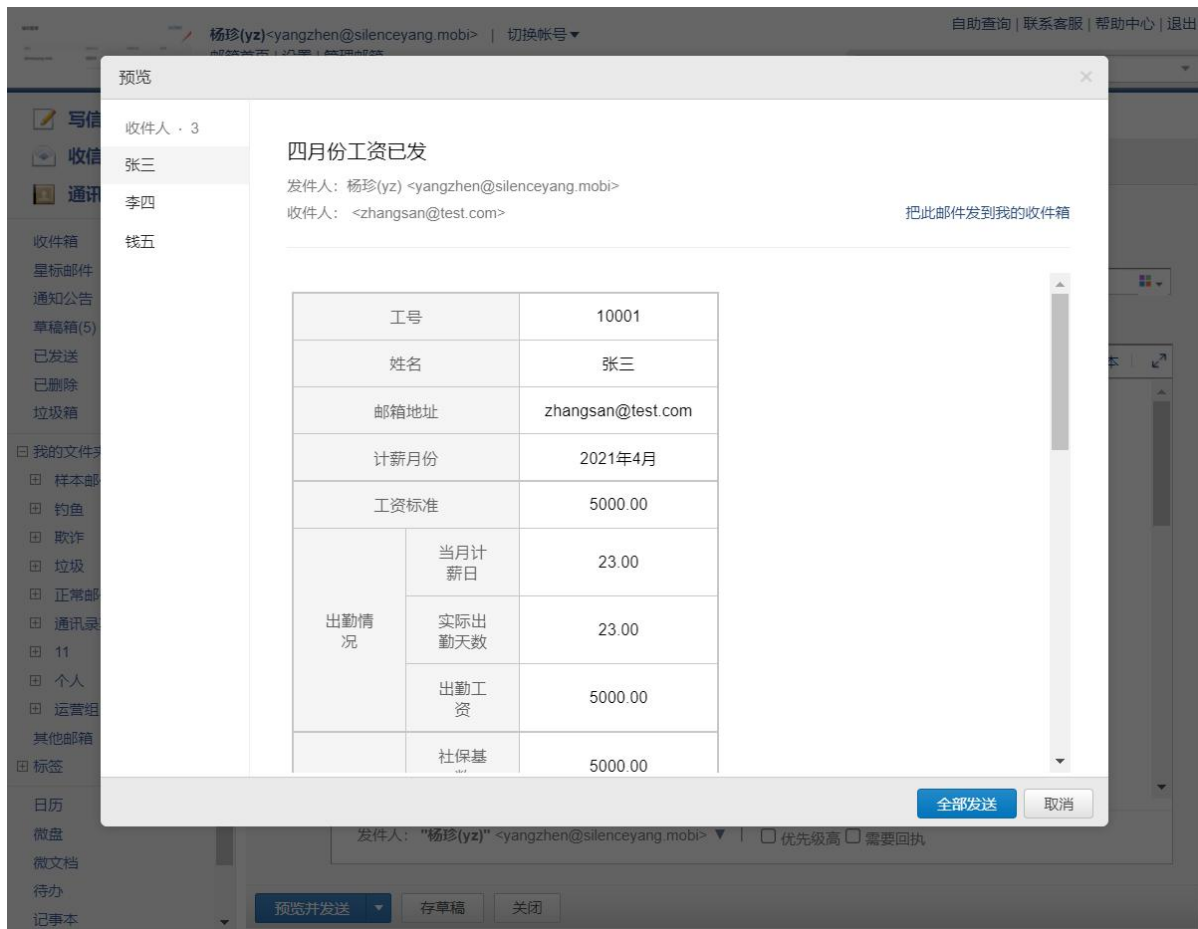 杨珍(yz)<yangzhen@silenceyang.mobi> | 切换帐号▼
自助查询 | 联系客服 | 帮助中心 | 退出
邮箱首页 | 设置 | 管理邮箱
预览
×
写信
收信
通讯
收件箱
星标邮件
通知公告
草稿箱(5)
已发送
已删除
垃圾箱
我的文件夹
样本邮
钓鱼
欺诈
垃圾
正常邮
通讯录
11
个人
运营组
其他邮箱
标签
日历
微盘
微文档
待办
记事本
收件人 · 3
张三
李四
钱五
四月份工资已发
发件人: 杨珍(yz) <yangzhen@silenceyang.mobi>
收件人: <zhangsan@test.com>
把此邮件发到我的收件箱
工号 10001
姓名 张三
邮箱地址 zhangsan@test.com
计薪月份 2021年4月
工资标准 5000.00
出勤情
况
当月计
薪日
23.00
实际出
勤天数
23.00
出勤工
资
5000.00
社保基
5000.00
本
全部发送 取消
发件人: "杨珍(yz)" <yangzhen@silenceyang.mobi> ▼ | 优先级高 需要回执
预览并发送 存草稿 关闭